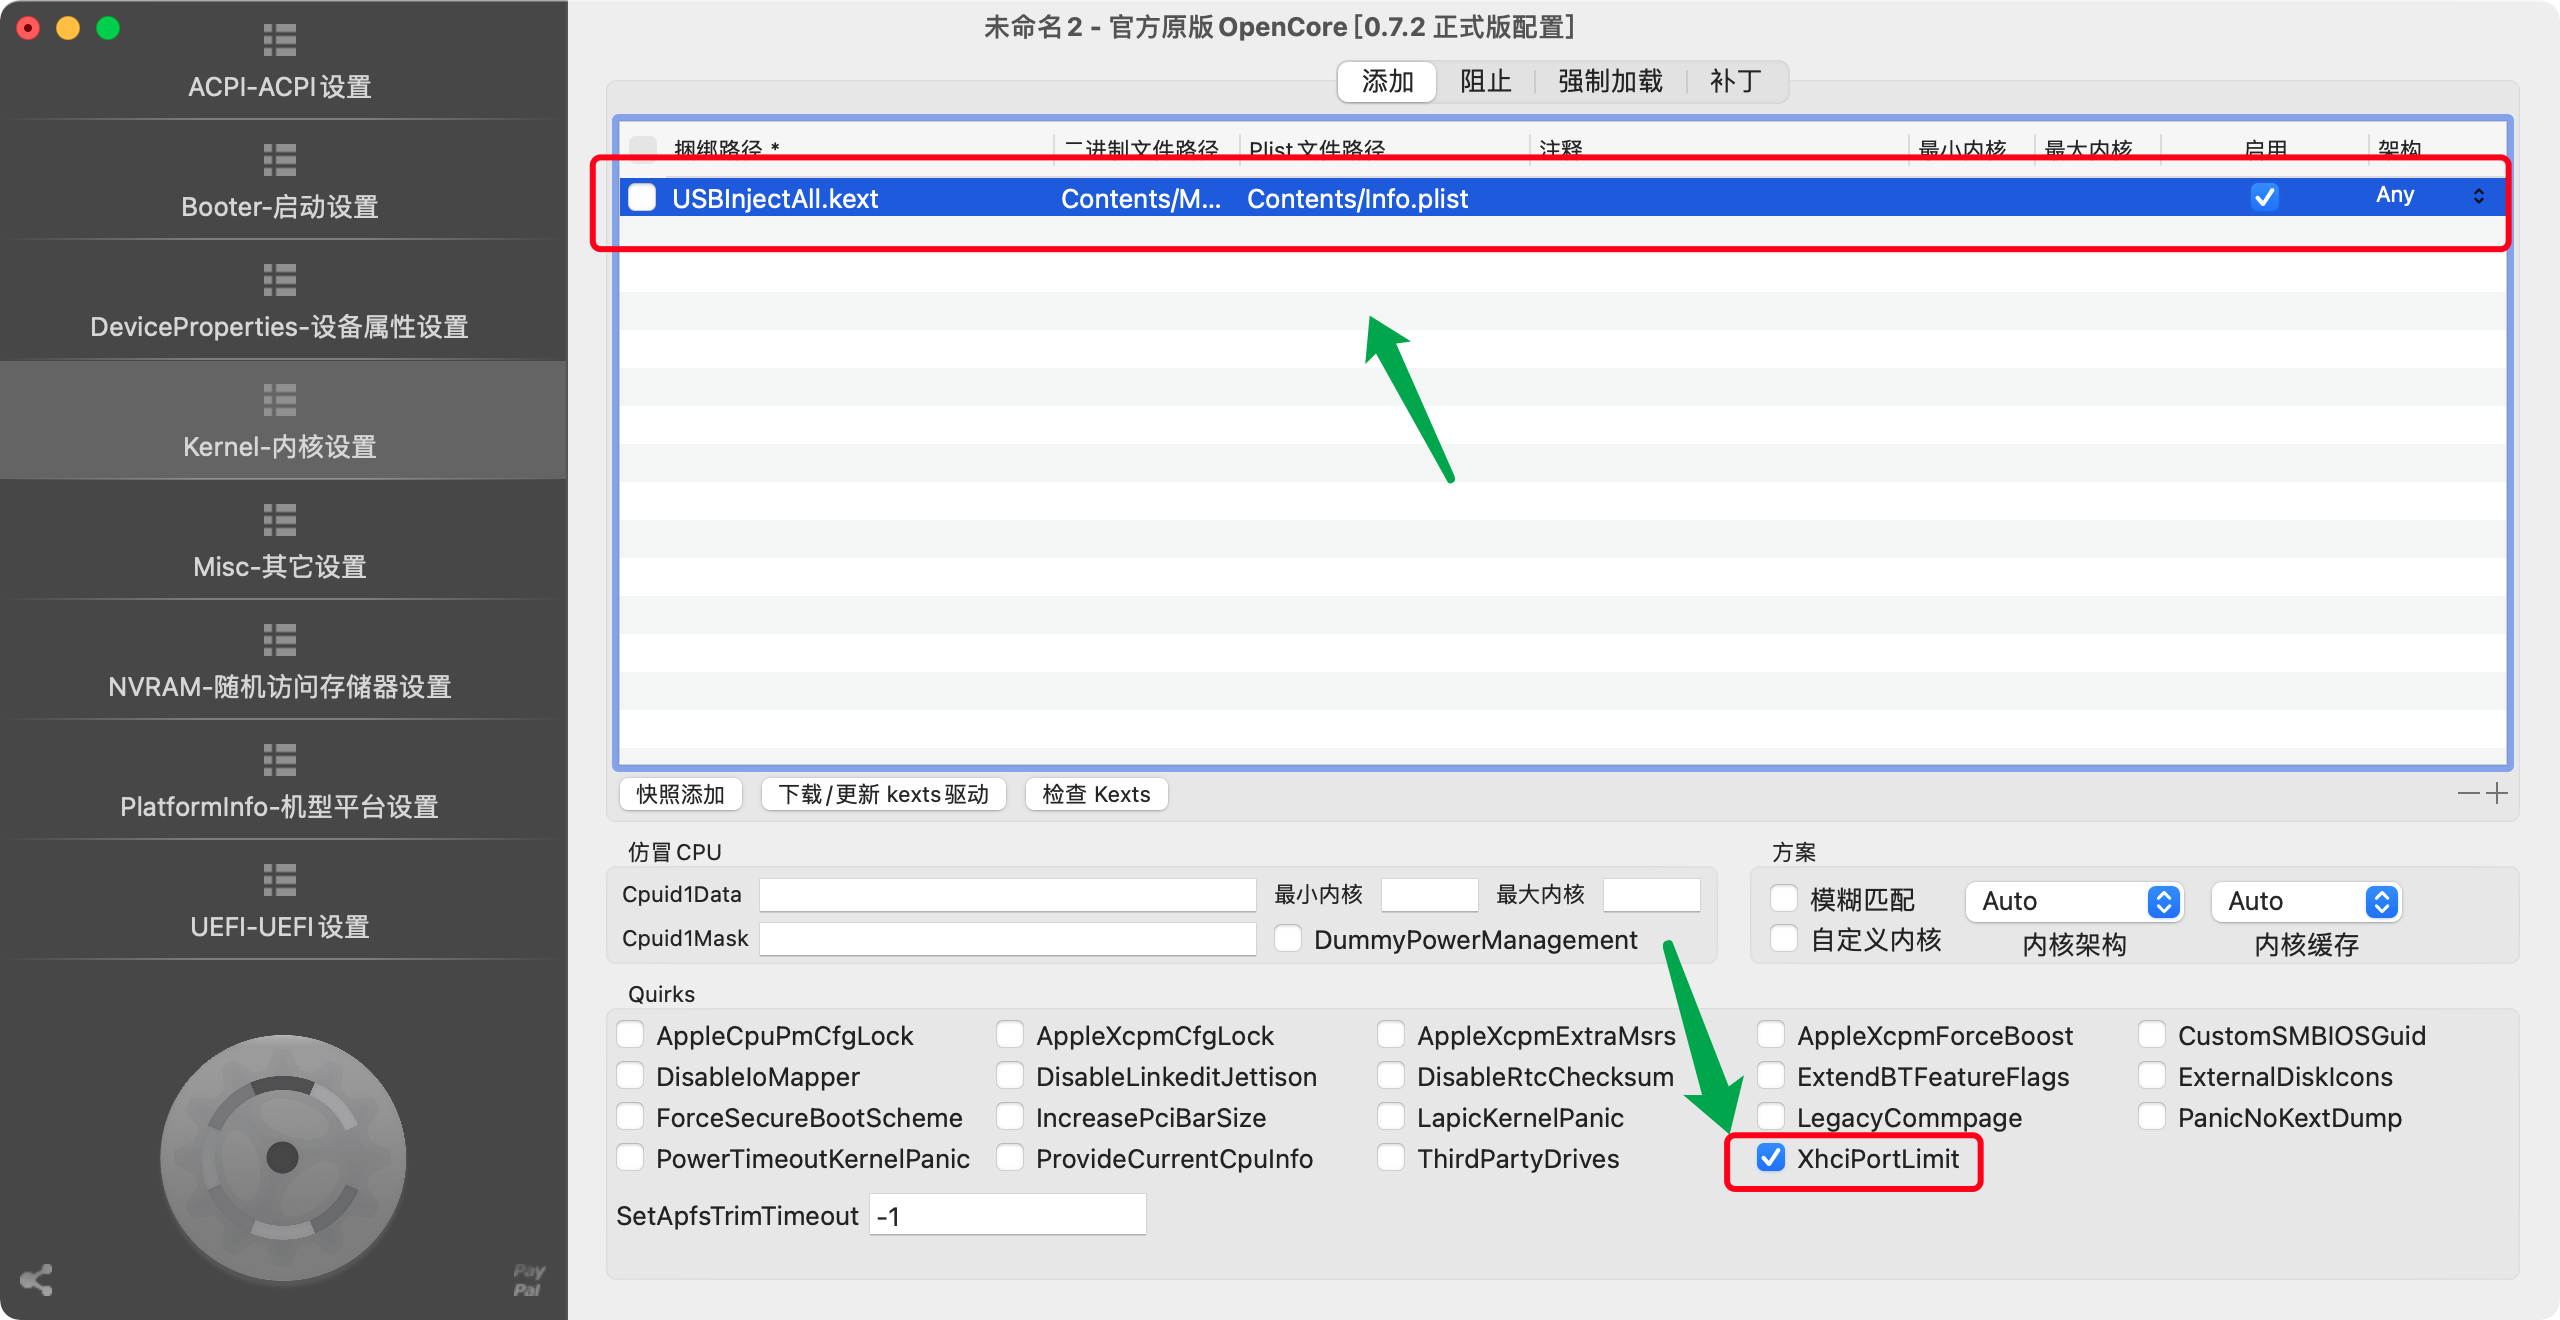 未命名 2 - 官方原版 OpenCore [0.7.2 正式版配置]
ACPI-ACPI设置
Booter-启动设置
DeviceProperties-设备属性设置
Kernel-内核设置
Misc-其它设置
NVRAM-随机访问存储器设置
PlatformInfo-机型平台设置
UEFI-UEFI设置
Pay
Pal
添加 阻止 强制加载 补丁
捆绑路径 * 二进制文件路径 Plist 文件路径 注释 最小内核 最大内核 启用 架构
USBInjectAll.kext Contents/M... Contents/Info.plist Any
快照添加 下载/更新 kexts驱动 检查 Kexts
仿冒CPU
Cpuid1Data 最小内核 最大内核
Cpuid1Mask DummyPowerManagement
方案
模糊匹配 Auto Auto
自定义内核 内核架构 内核缓存
Quirks
AppleCpuPmCfgLock AppleXcpmCfgLock AppleXcpmExtraMsrs AppleXcpmForceBoost CustomSMBIOSGuid
DisableIoMapper DisableLinkeditJettison DisableRtcChecksum ExtendBTFeatureFlags ExternalDiskIcons
ForceSecureBootScheme IncreasePciBarSize LapicKernelPanic LegacyCommpage PanicNoKextDump
PowerTimeoutKernelPanic ProvideCurrentCpuInfo ThirdPartyDrives XhciPortLimit
SetApfsTrimTimeout -1